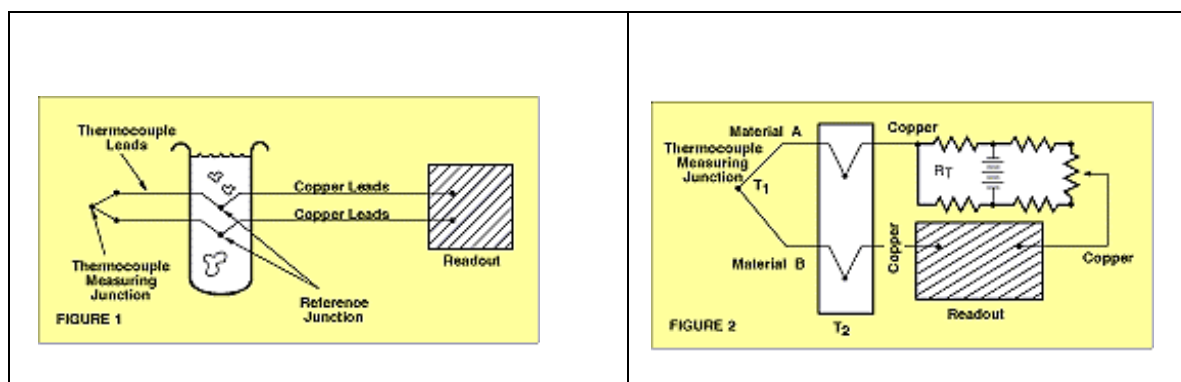 Thermocouple
Leads
Copper Leads
Copper Leads
Readout
Thermocouple
Measuring
Junction
Reference
Junction
FIGURE 1
Material A
Copper
Thermocouple
Measuring
Junction
T1
RT
Material B
Copper
Copper
Readout
FIGURE 2
T2